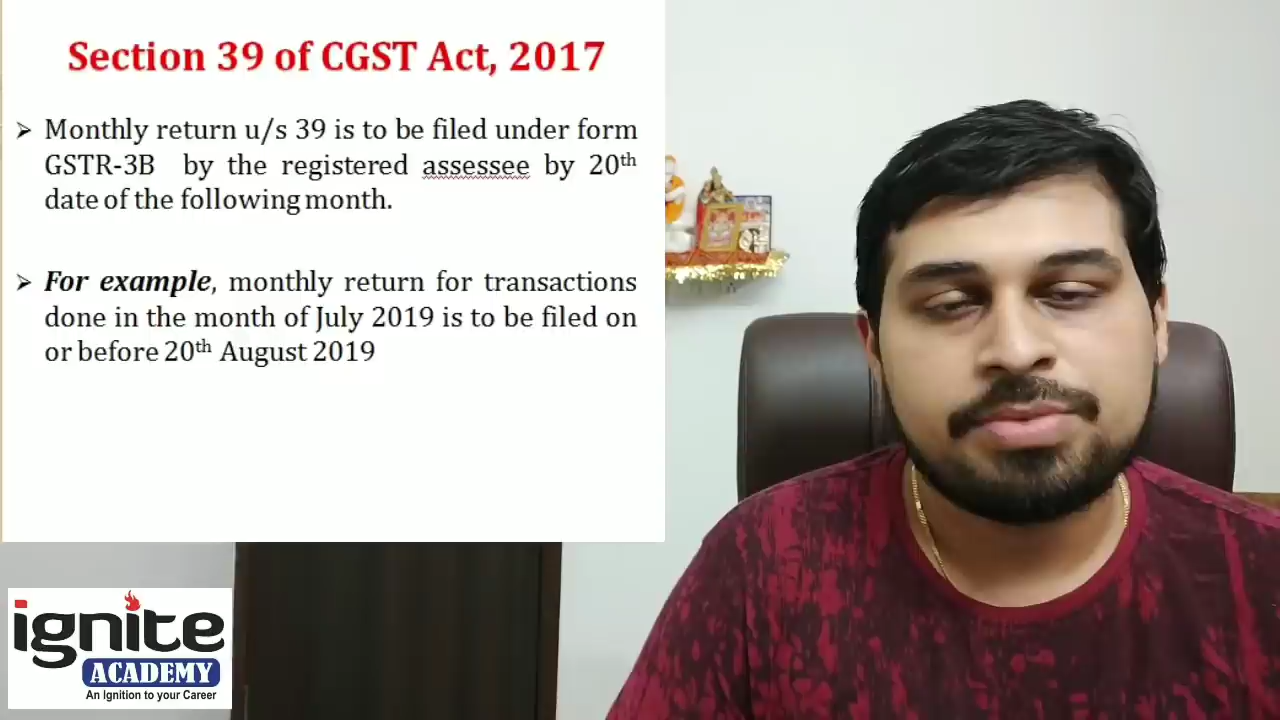 Section 39 of CGST Act, 2017
➢ Monthly return u/s 39 is to be filed under form
GSTR-3B by the registered assessee by 20th
date of the following month.
➢ For example, monthly return for transactions
done in the month of July 2019 is to be filed on
or before 20th August 2019
ignite
ACADEMY
An Ignition to your Career